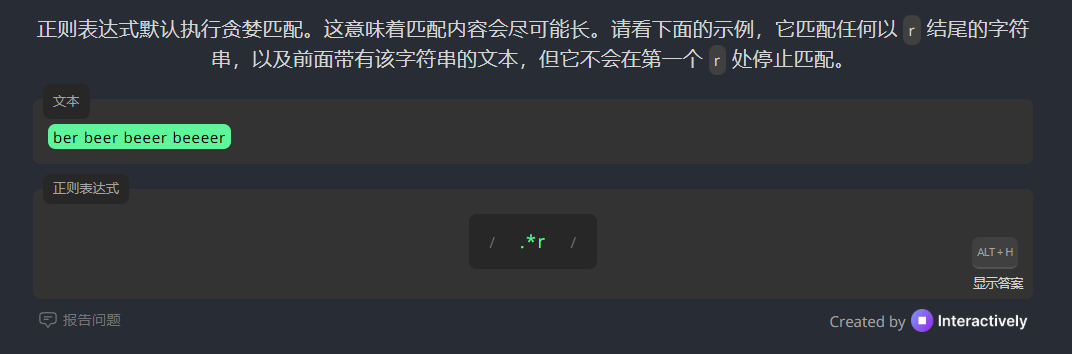 正则表达式默认执行贪婪匹配。这意味着匹配内容会尽可能长。请看下面的示例，它匹配任何以 r 结尾的字符
串，以及前面带有该字符串的文本，但它不会在第一个 r 处停止匹配。
文本
ber beer beeer beeeer
正则表达式
/ .*r /
ALT + H
显示答案
报告问题
Created by Interactively